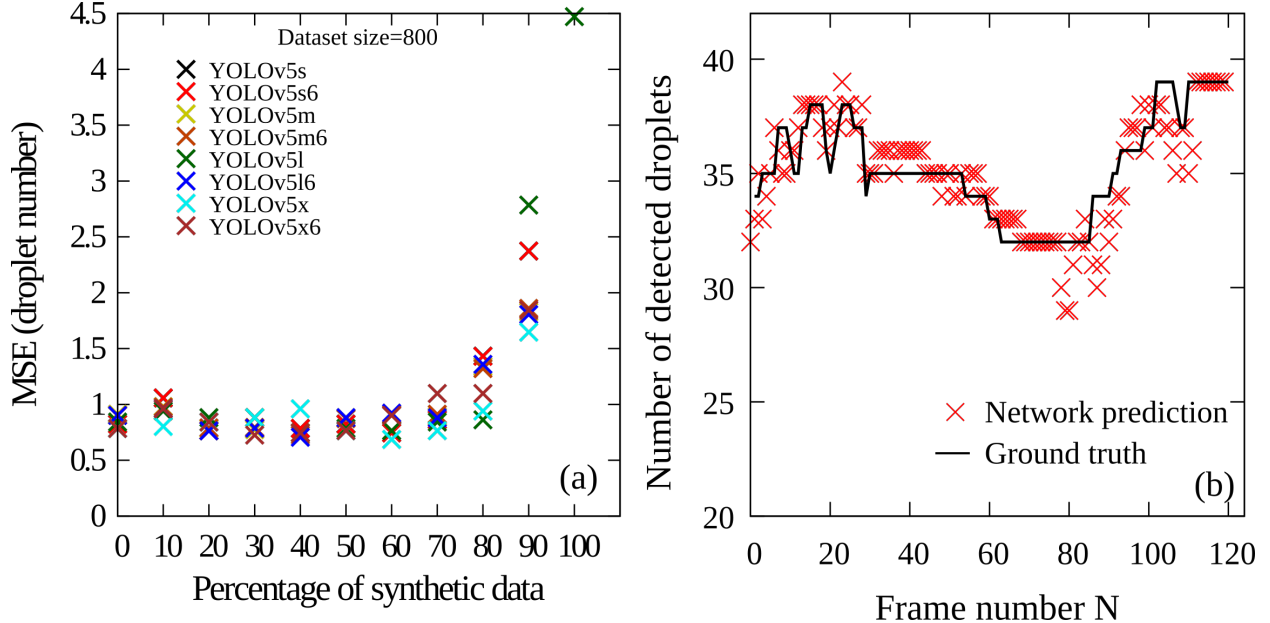 4.5
4
3.5
3
2.5
2
1.5
1
0.5
0
MSE (droplet number)
Dataset size=800
YOLOv5s
YOLOv5s6
YOLOv5m
YOLOv5m6
YOLOv5l
YOLOv5l6
YOLOv5x
YOLOv5x6
(a)
0 10 20 30 40 50 60 70 80 90 100
Percentage of synthetic data
40
35
30
25
20
Number of detected droplets
Network prediction
Ground truth
(b)
0 20 40 60 80 100 120
Frame number N